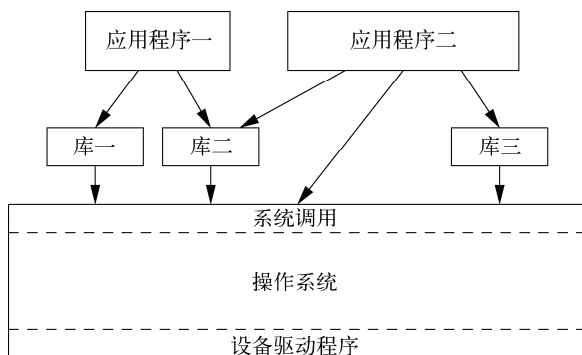 应用程序一
应用程序二
库一
库二
库三
系统调用
操作系统
设备驱动程序